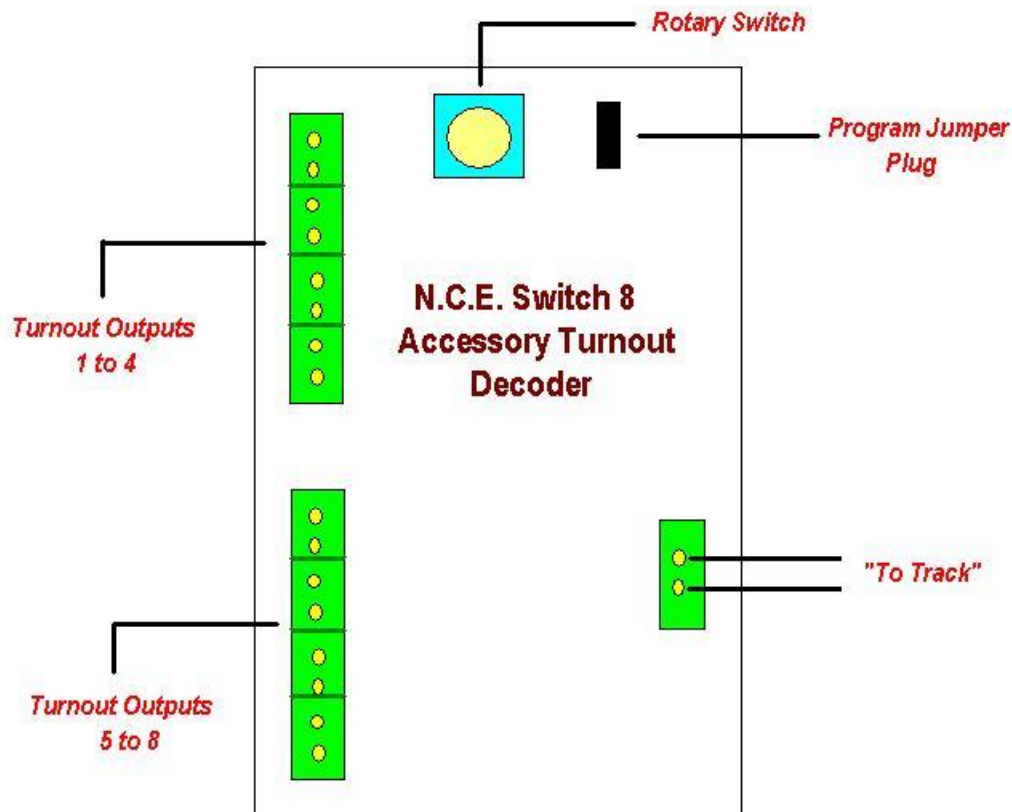 Rotary Switch
Program Jumper
Plug
N.C.E. Switch 8
Accessory Turnout
Decoder
Turnout Outputs
1 to 4
"To Track"
Turnout Outputs
5 to 8